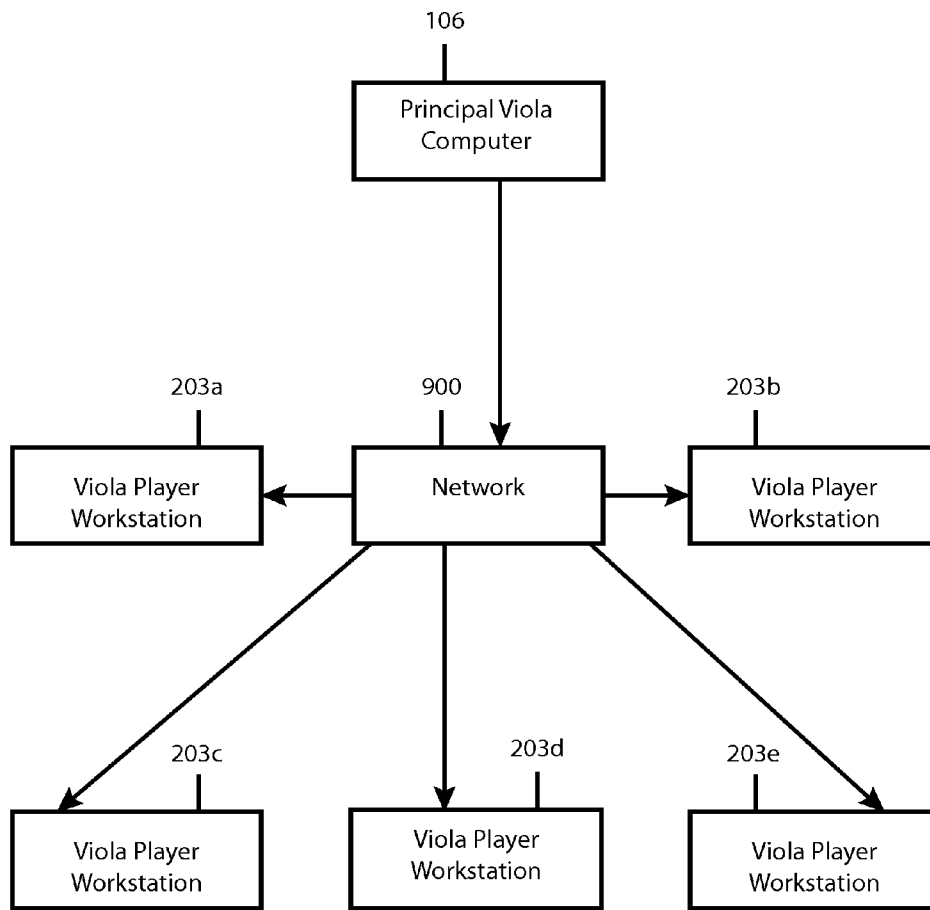 106
Principal Viola
Computer
203a
900
203b
Viola Player
Workstation
Network
Viola Player
Workstation
203c
203d
203e
Viola Player
Workstation
Viola Player
Workstation
Viola Player
Workstation